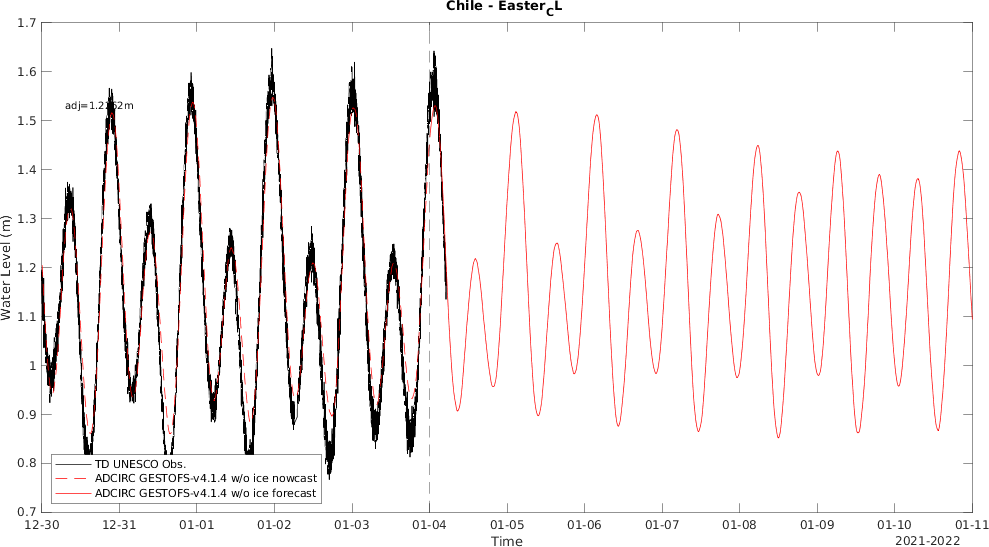 Chile - Easter_CL
1.7
1.6
1.5
1.4
1.3
1.2
1.1
1
0.9
0.8
0.7
Water Level (m)
TD UNESCO Obs.
ADCIRC GESTOFS-v4.1.4 w/o ice nowcast
ADCIRC GESTOFS-v4.1.4 w/o ice forecast
12-30 12-31 01-01 01-02 01-03 01-04 01-05 01-06 01-07 01-08 01-09 01-10 01-11
Time
2021-2022